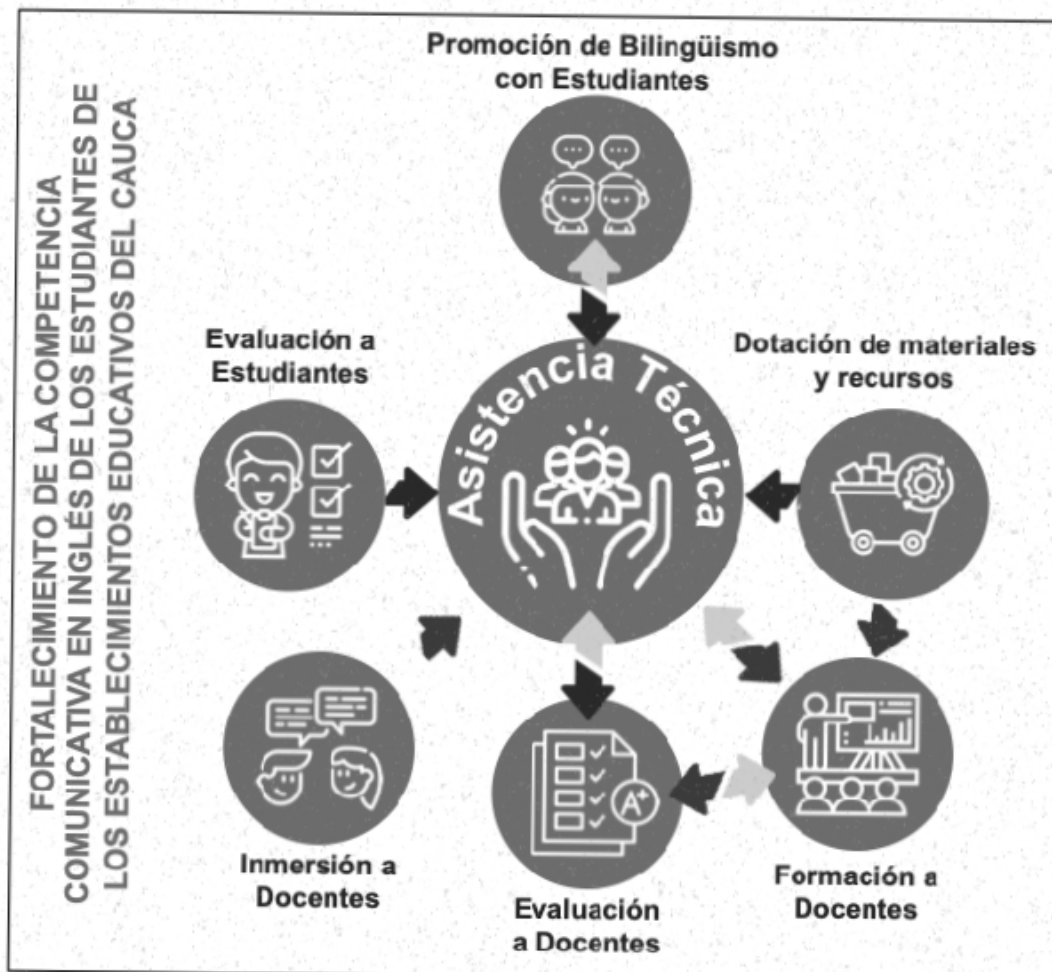 FORTALECIMIENTO DE LA COMPETENCIA
COMUNICATIVA EN INGLÉS DE LOS ESTUDIANTES DE
LOS ESTABLECIMIENTOS EDUCATIVOS DEL CAUCA
Promoción de Bilingüismo
con Estudiantes
Evaluación a
Estudiantes
Dotación de materiales
y recursos
Asistencia Técnica
A+
Inmersión a
Docentes
Evaluación
a Docentes
Formación a
Docentes